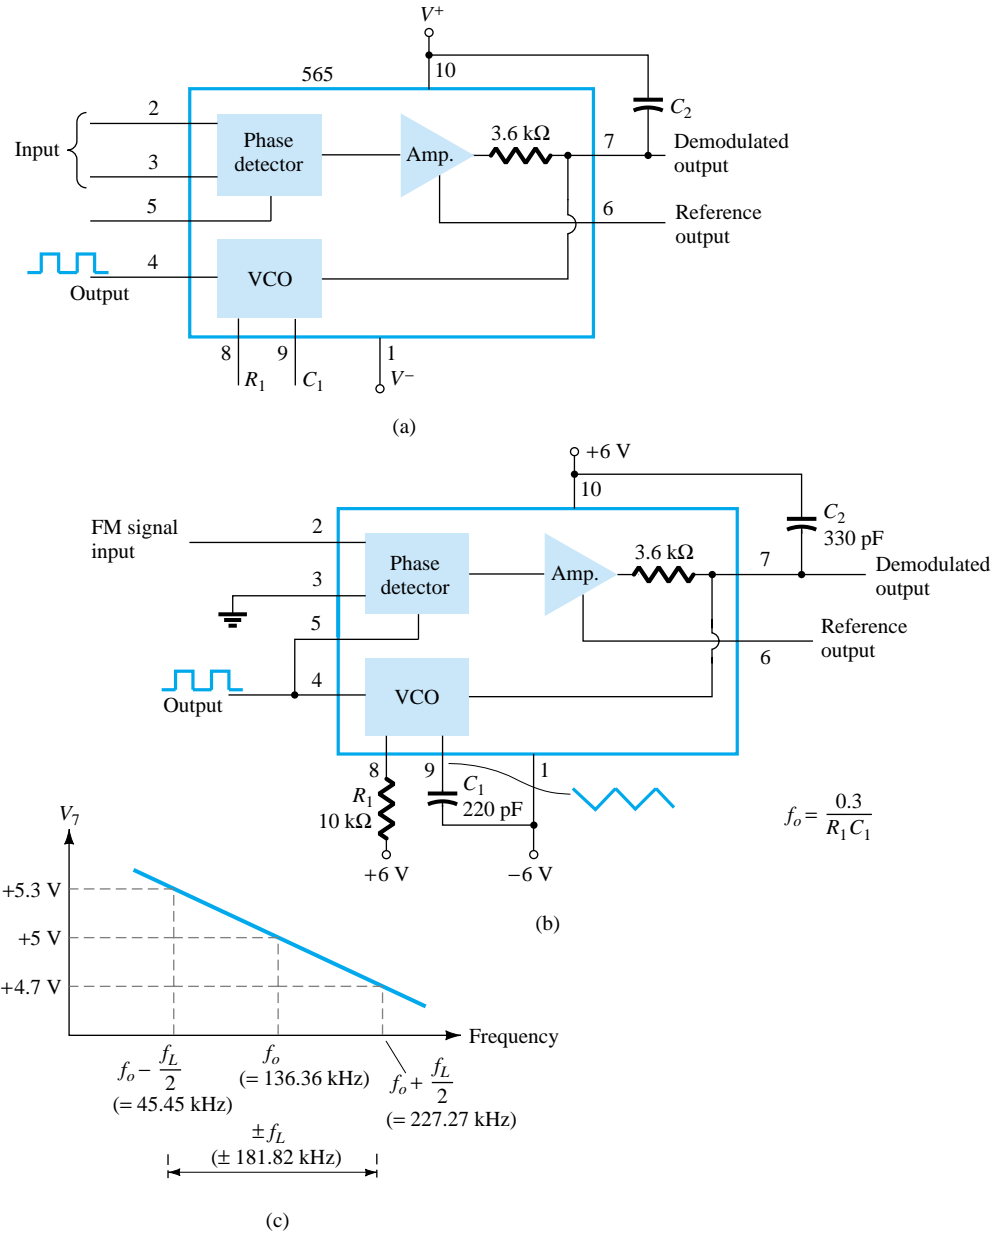 V⁺
10
565
C₂
2
Input
3
Phase detector
Amp.
3.6 kΩ
7
Demodulated output
5
6
Reference output
4
Output
VCO
8
R₁
9
C₁
1
V⁻
(a)
+6 V
10
FM signal input
2
C₂
330 pF
3
Phase detector
Amp.
3.6 kΩ
7
Demodulated output
5
Reference output
6
4
Output
VCO
8
R₁
10 kΩ
+6 V
9
C₁
220 pF
1
−6 V
fₒ = 0.3 / R₁C₁
(b)
V₇
+5.3 V
+5 V
+4.7 V
Frequency
fₒ − f_L/2
(= 45.45 kHz)
fₒ
(= 136.36 kHz)
fₒ + f_L/2
(= 227.27 kHz)
± f_L
(± 181.82 kHz)
(c)